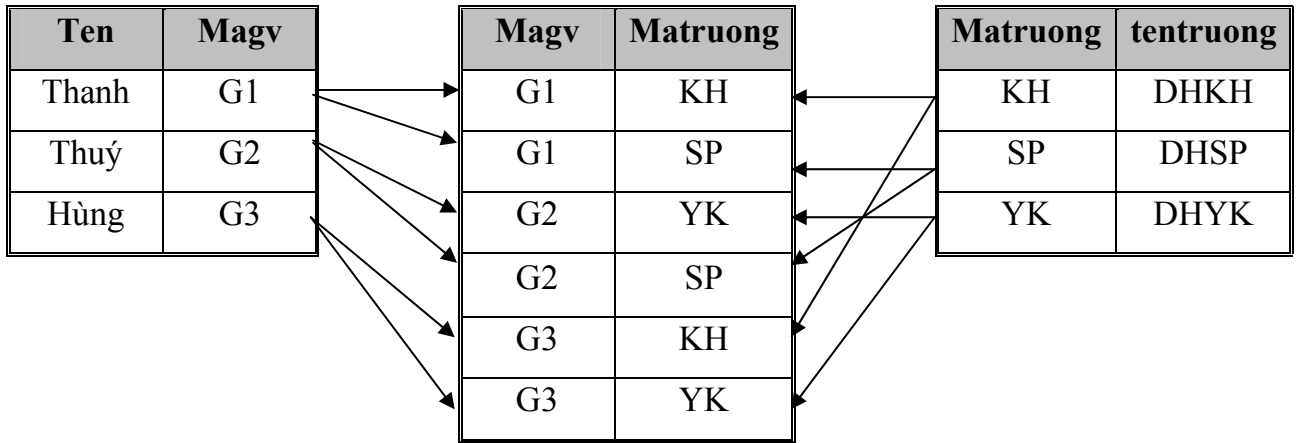 Ten Magv
Thanh G1
Thuý G2
Hùng G3
Magv Matruong
G1 KH
G1 SP
G2 YK
G2 SP
G3 KH
G3 YK
Matruong tentruong
KH DHKH
SP DHSP
YK DHYK